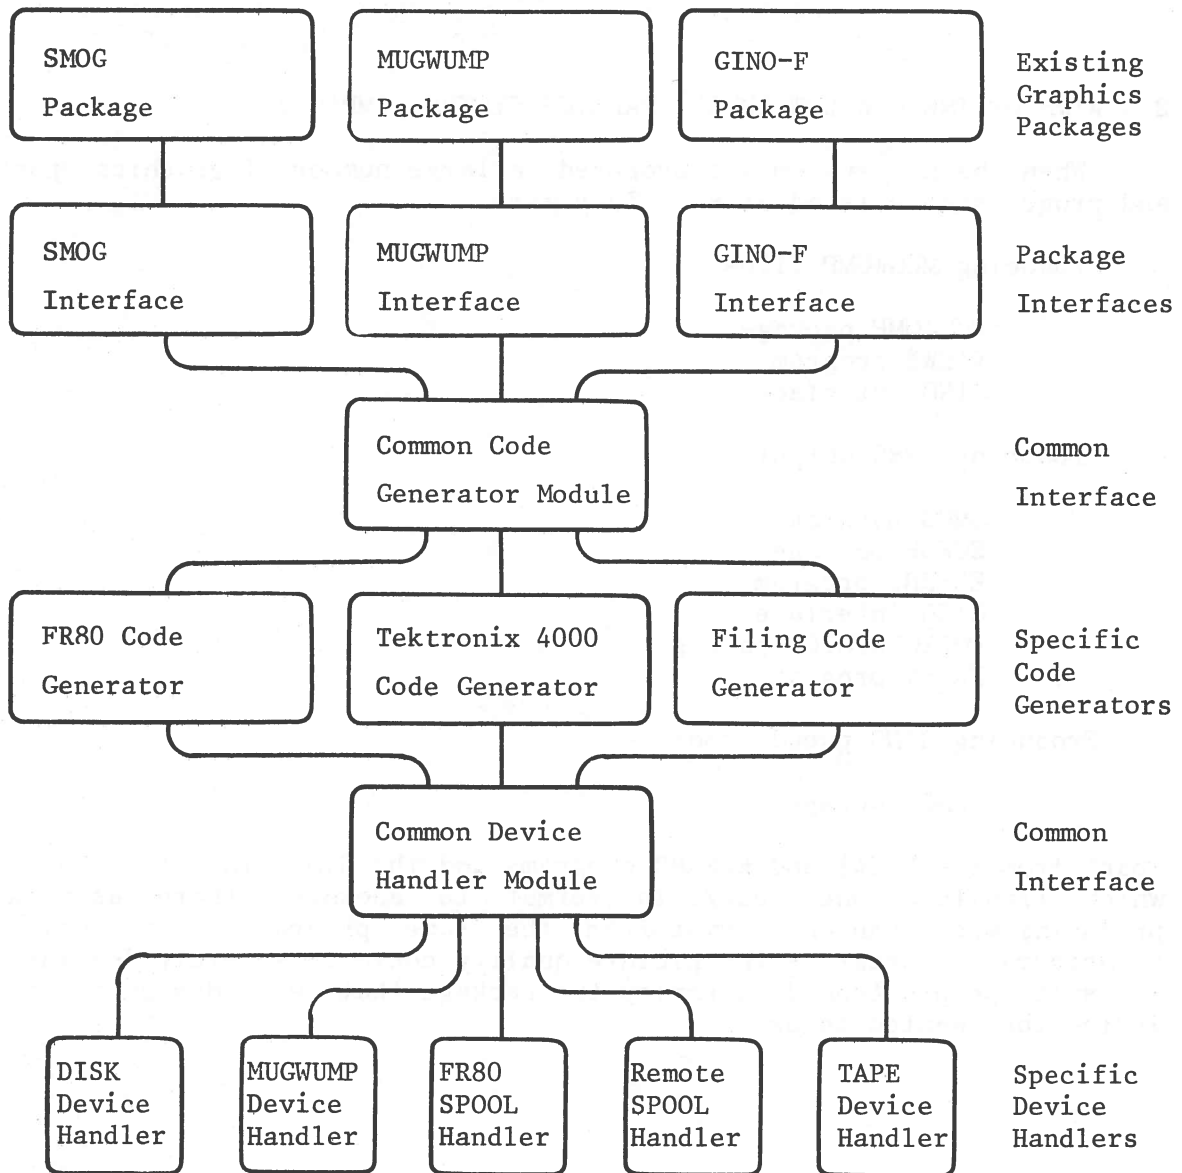 SMOG
Package
MUGWUMP
Package
GINO-F
Package
Existing
Graphics
Packages
SMOG
Interface
MUGWUMP
Interface
GINO-F
Interface
Package
Interfaces
Common Code
Generator Module
Common
Interface
FR80 Code
Generator
Tektronix 4000
Code Generator
Filing Code
Generator
Specific
Code
Generators
Common Device
Handler Module
Common
Interface
DISK
Device
Handler
MUGWUMP
Device
Handler
FR80
SPOOL
Handler
Remote
SPOOL
Handler
TAPE
Device
Handler
Specific
Device
Handlers